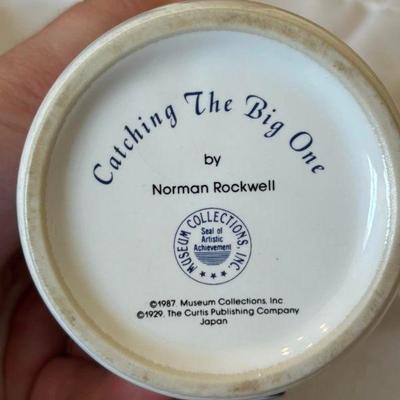 Catching The Big One
by
Norman Rockwell
MUSEUM COLLECTIONS, INC.
Seal of
Artistic
Achievement
©1987. Museum Collections, Inc
©1929. The Curtis Publishing Company
Japan